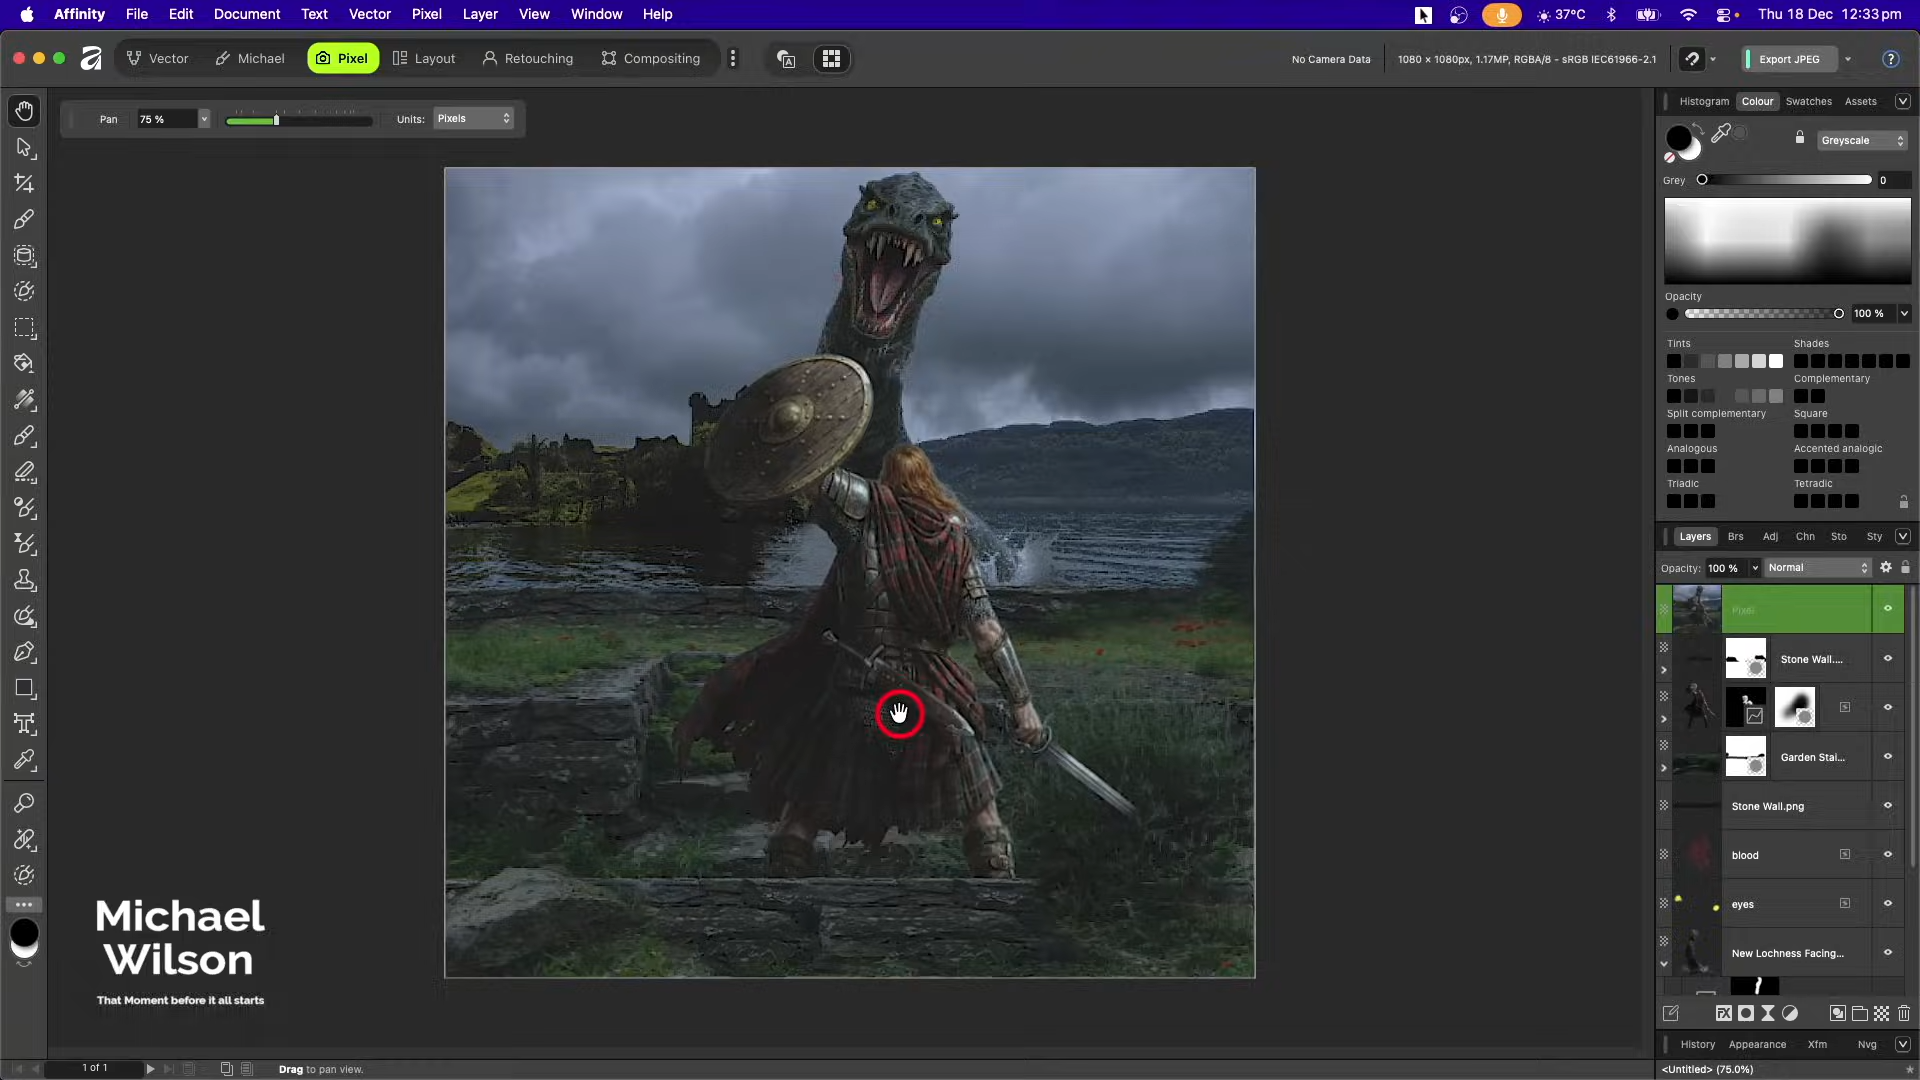 Affinity File Edit Document Text Vector Pixel Layer View Window Help 37°C Thu 18 Dec 12:33 pm
Vector Michael Pixel Layout Retouching Compositing No Camera Data 1080 × 1080px, 1.17MP, RGBA/8 - sRGB IEC61966-2.1 Export JPEG ?
Pan 75 % Units: Pixels
Histogram Colour Swatches Assets
Greyscale
Grey 0
Opacity
100 %
Tints Shades
Tones Complementary
Split complementary Square
Analogous Accented analogic
Triadic Tetradic
Layers Brs Adj Chn Sto Sty
Opacity: 100 % Normal
Pixel
Stone Wall....
Garden Stai...
Stone Wall.png
blood
eyes
New Lochness Facing...
Michael
Wilson
That Moment before it all starts
FX
History Appearance Xfm Nvg
1 of 1 Drag to pan view. <Untitled> (75.0%)